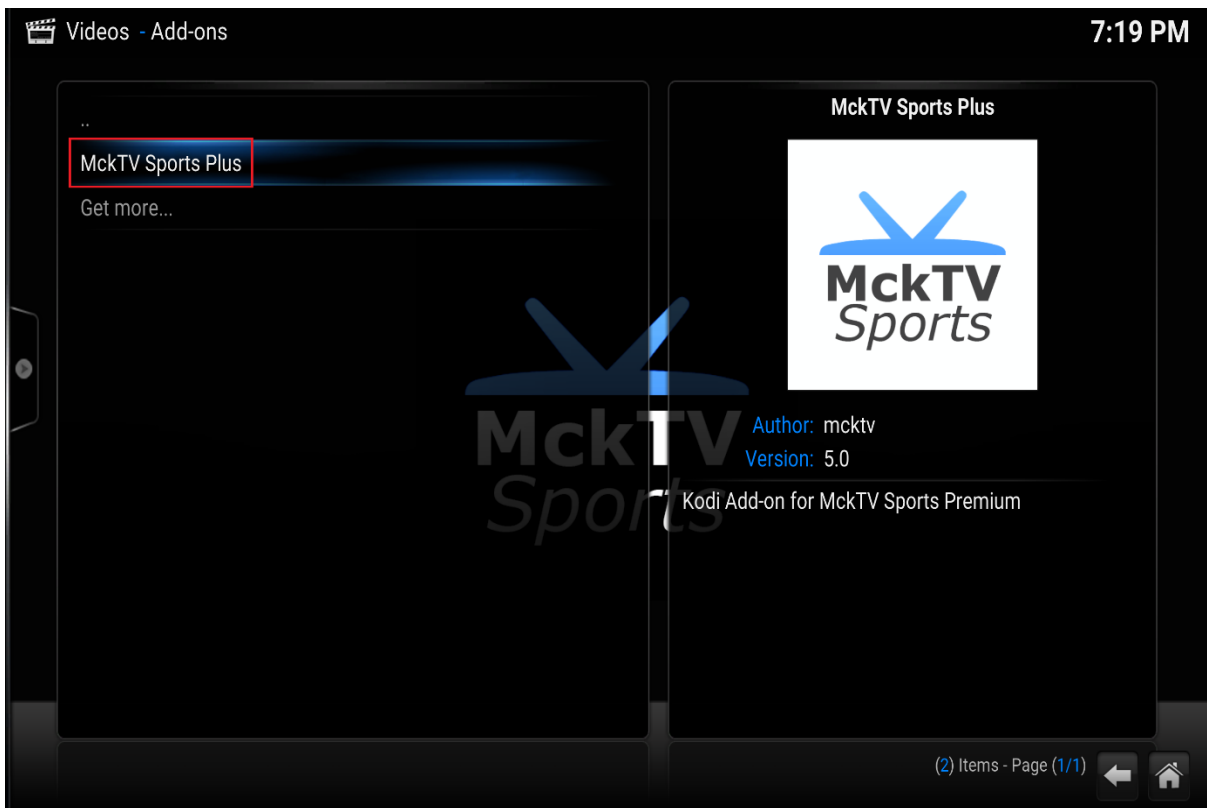 Videos - Add-ons
7:19 PM
..
MckTV Sports Plus
Get more...
MckTV Sports Plus
MckTV
Sports
Author: mcktv
Version: 5.0
Kodi Add-on for MckTV Sports Premium
MckTV
Sports
(2) Items - Page (1/1)